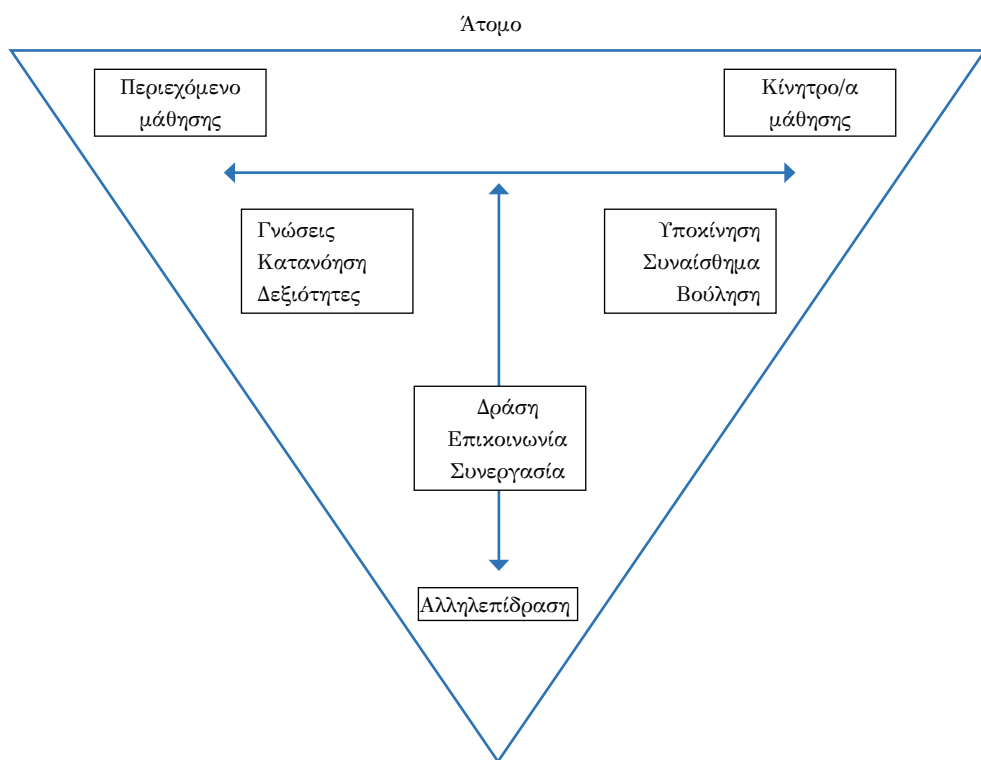 Άτομο
Περιεχόμενο
μάθησης
Κίνητρο/α
μάθησης
Γνώσεις
Κατανόηση
Δεξιότητες
Υποκίνηση
Συναίσθημα
Βούληση
Δράση
Επικοινωνία
Συνεργασία
Αλληλεπίδραση